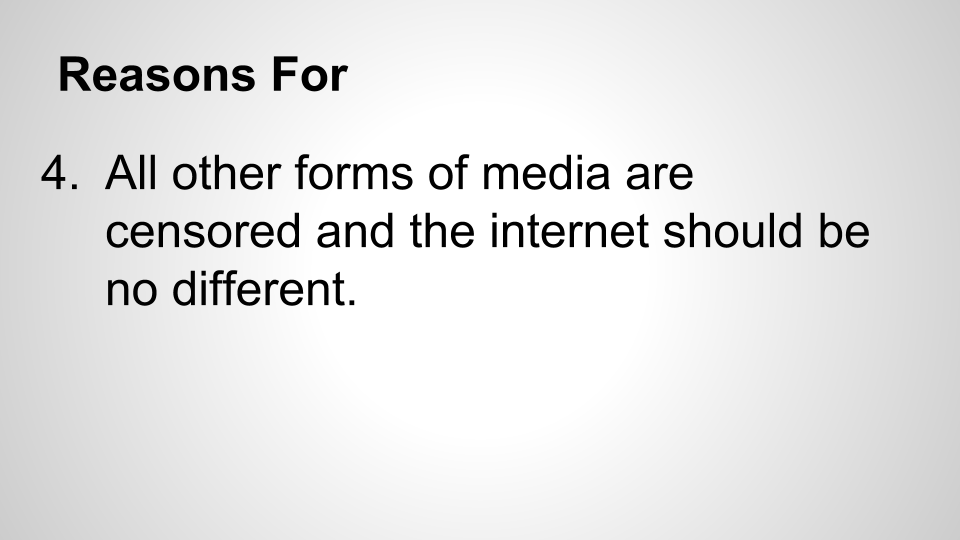 Reasons For
4. All other forms of media are
censored and the internet should be
no different.